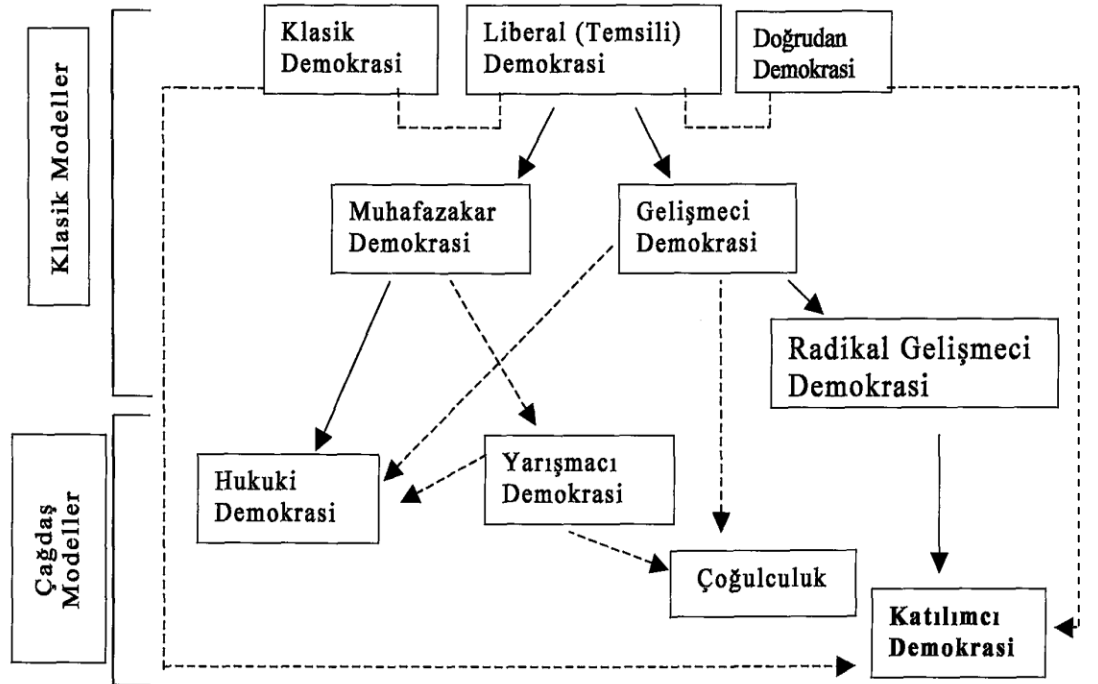 Klasik Modeller
Klasik
Demokrasi
Liberal (Temsili)
Demokrasi
Doğrudan
Demokrasi
Muhafazakar
Demokrasi
Gelişmeci
Demokrasi
Radikal Gelişmeci
Demokrasi
Çağdaş
Modeller
Hukuki
Demokrasi
Yarışmacı
Demokrasi
Çoğulculuk
Katılımcı
Demokrasi